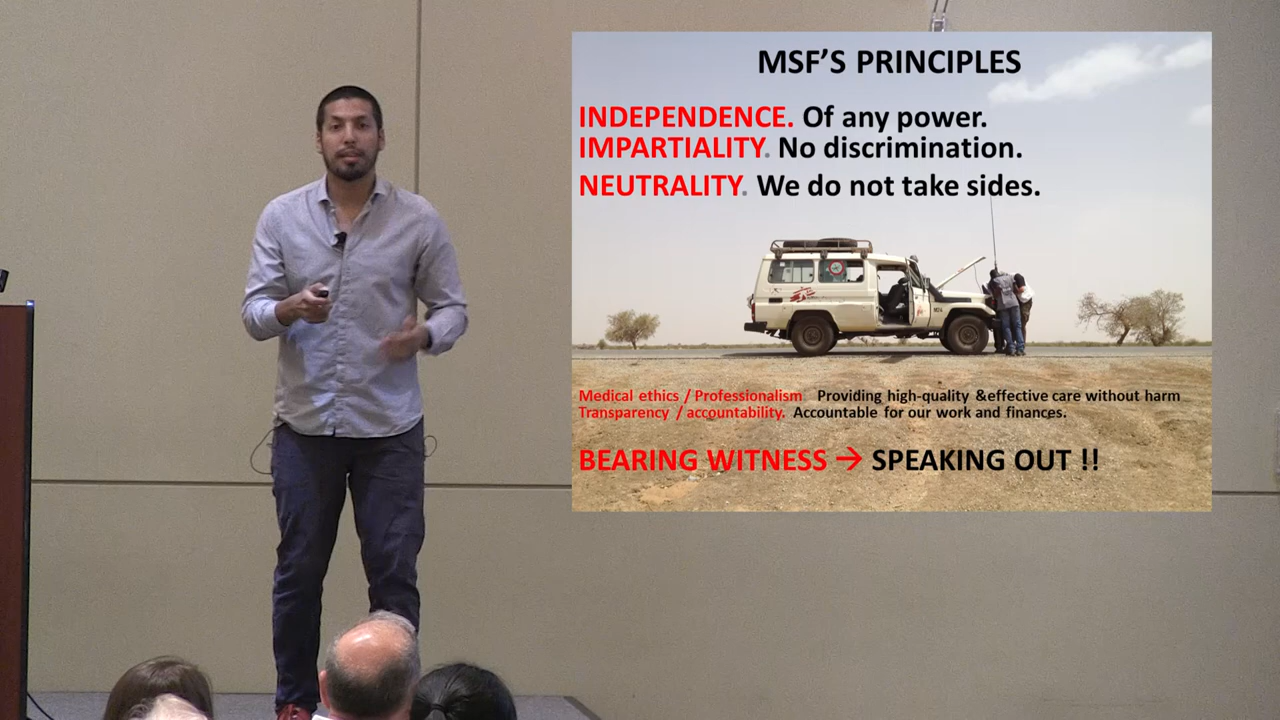 MSF'S PRINCIPLES
INDEPENDENCE. Of any power.
IMPARTIALITY. No discrimination.
NEUTRALITY. We do not take sides.
Medical ethics / Professionalism Providing high-quality &effective care without harm
Transparency / accountability. Accountable for our work and finances.
BEARING WITNESS → SPEAKING OUT !!